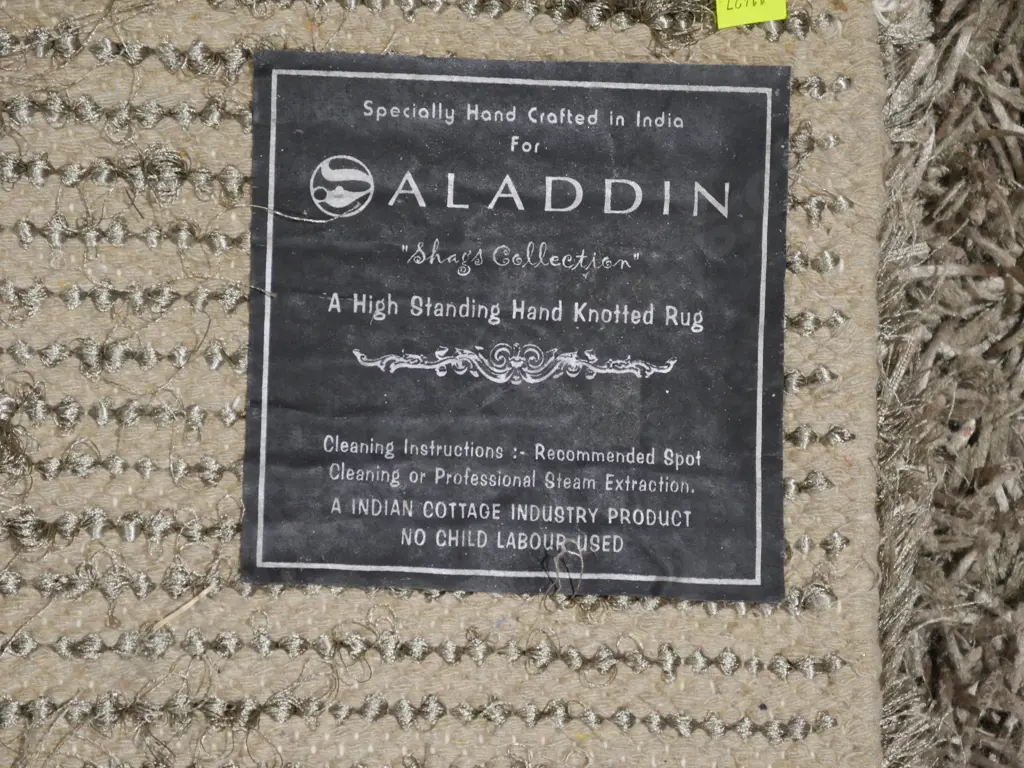 Specially Hand Crafted in India
For
SALADDIN
"Shags Collection"
A High Standing Hand Knotted Rug
Cleaning Instructions :- Recommended Spot
Cleaning or Professional Steam Extraction.
A INDIAN COTTAGE INDUSTRY PRODUCT
NO CHILD LABOUR USED